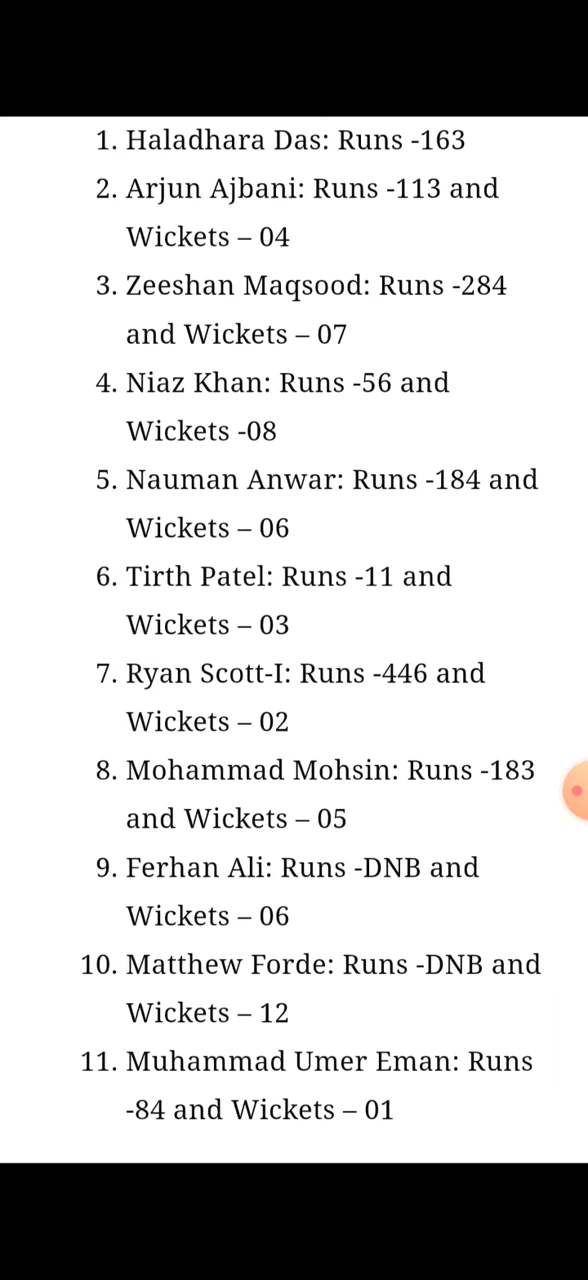 1. Haladhara Das: Runs -163
2. Arjun Ajbani: Runs -113 and
Wickets – 04
3. Zeeshan Maqsood: Runs -284
and Wickets – 07
4. Niaz Khan: Runs -56 and
Wickets -08
5. Nauman Anwar: Runs -184 and
Wickets – 06
6. Tirth Patel: Runs -11 and
Wickets – 03
7. Ryan Scott-I: Runs -446 and
Wickets – 02
8. Mohammad Mohsin: Runs -183
and Wickets – 05
9. Ferhan Ali: Runs -DNB and
Wickets – 06
10. Matthew Forde: Runs -DNB and
Wickets – 12
11. Muhammad Umer Eman: Runs
-84 and Wickets – 01